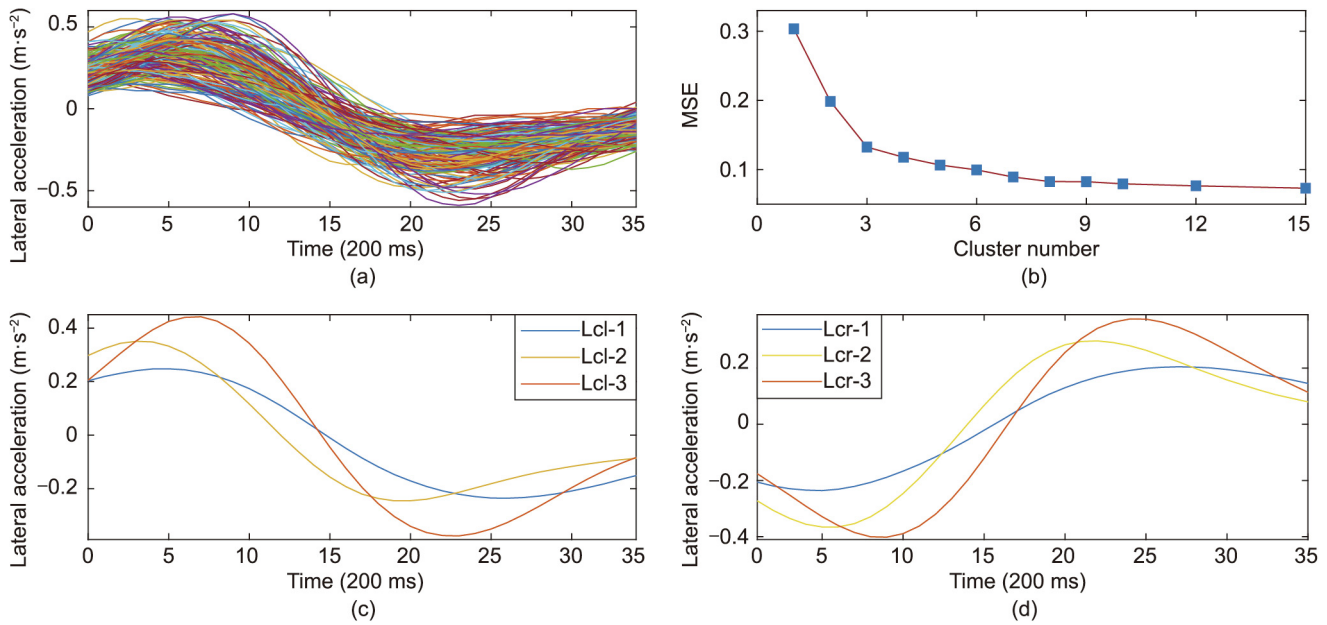 Lateral acceleration (m·s⁻²)
0.5
0
−0.5
0 5 10 15 20 25 30 35
Time (200 ms)
(a)
MSE
0.3
0.2
0.1
0 3 6 9 12 15
Cluster number
(b)
Lateral acceleration (m·s⁻²)
0.4
0.2
0
−0.2
Lcl-1
Lcl-2
Lcl-3
0 5 10 15 20 25 30 35
Time (200 ms)
(c)
Lateral acceleration (m·s⁻²)
0.2
0
−0.2
−0.4
Lcr-1
Lcr-2
Lcr-3
0 5 10 15 20 25 30 35
Time (200 ms)
(d)